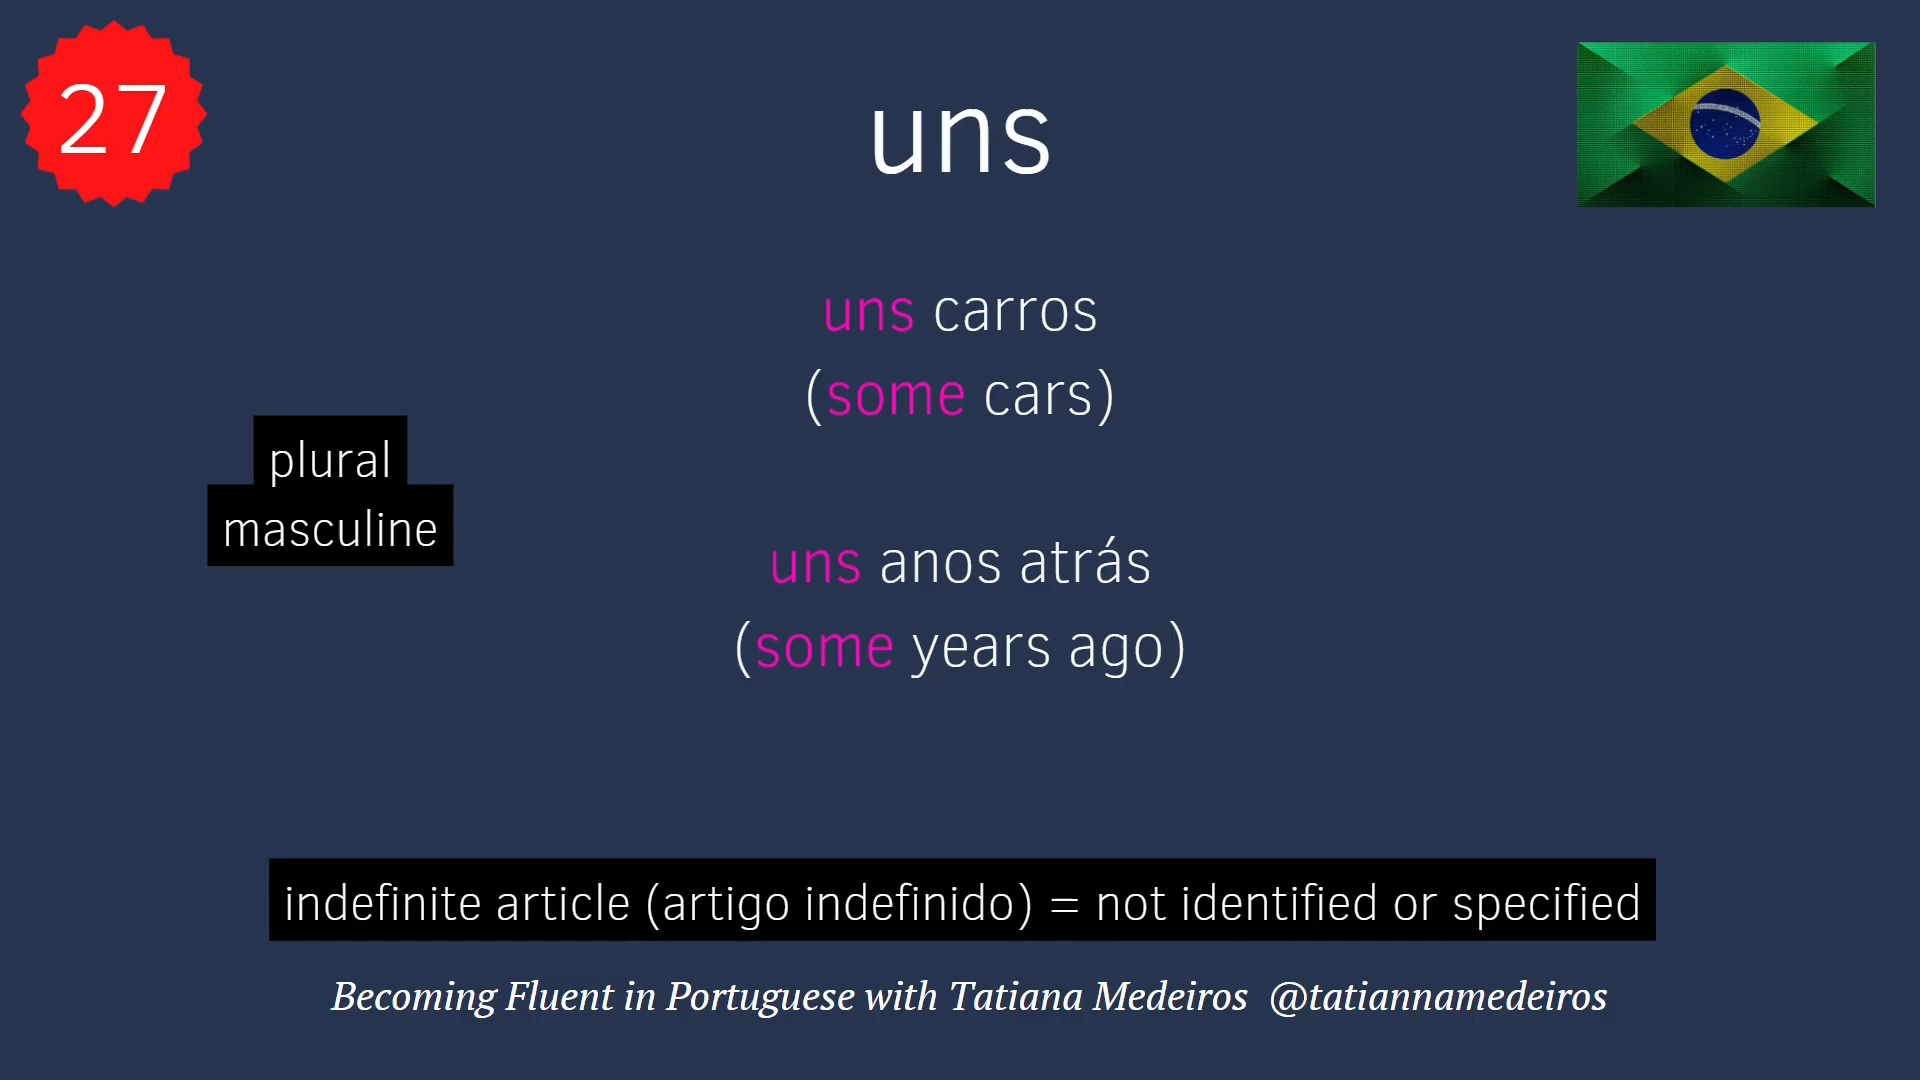 27
uns
uns carros
(some cars)
plural
masculine
uns anos atrás
(some years ago)
indefinite article (artigo indefinido) = not identified or specified
Becoming Fluent in Portuguese with Tatiana Medeiros @tatiannamedeiros